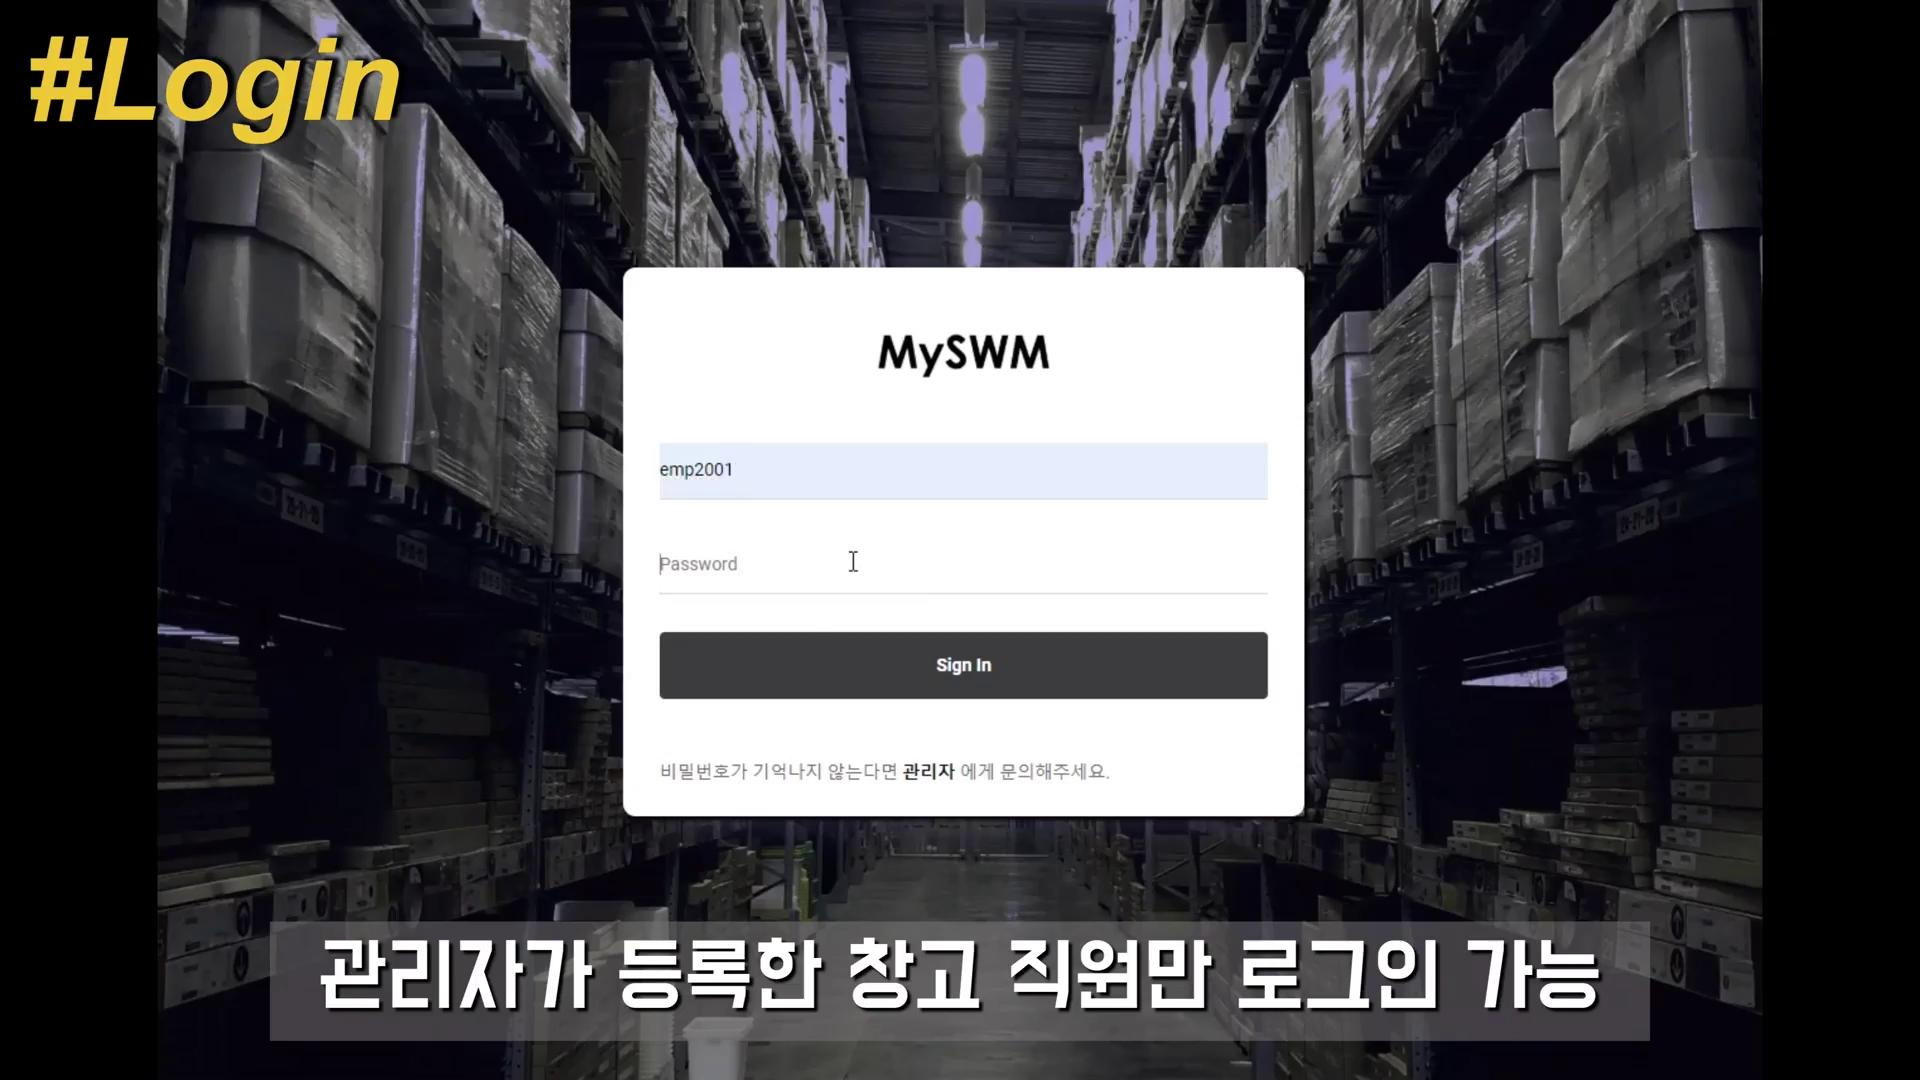 #Login
MySWM
emp2001
Password
Sign In
비밀번호가 기억나지 않는다면 관리자 에게 문의해주세요.
관리자가 등록한 창고 직원만 로그인 가능